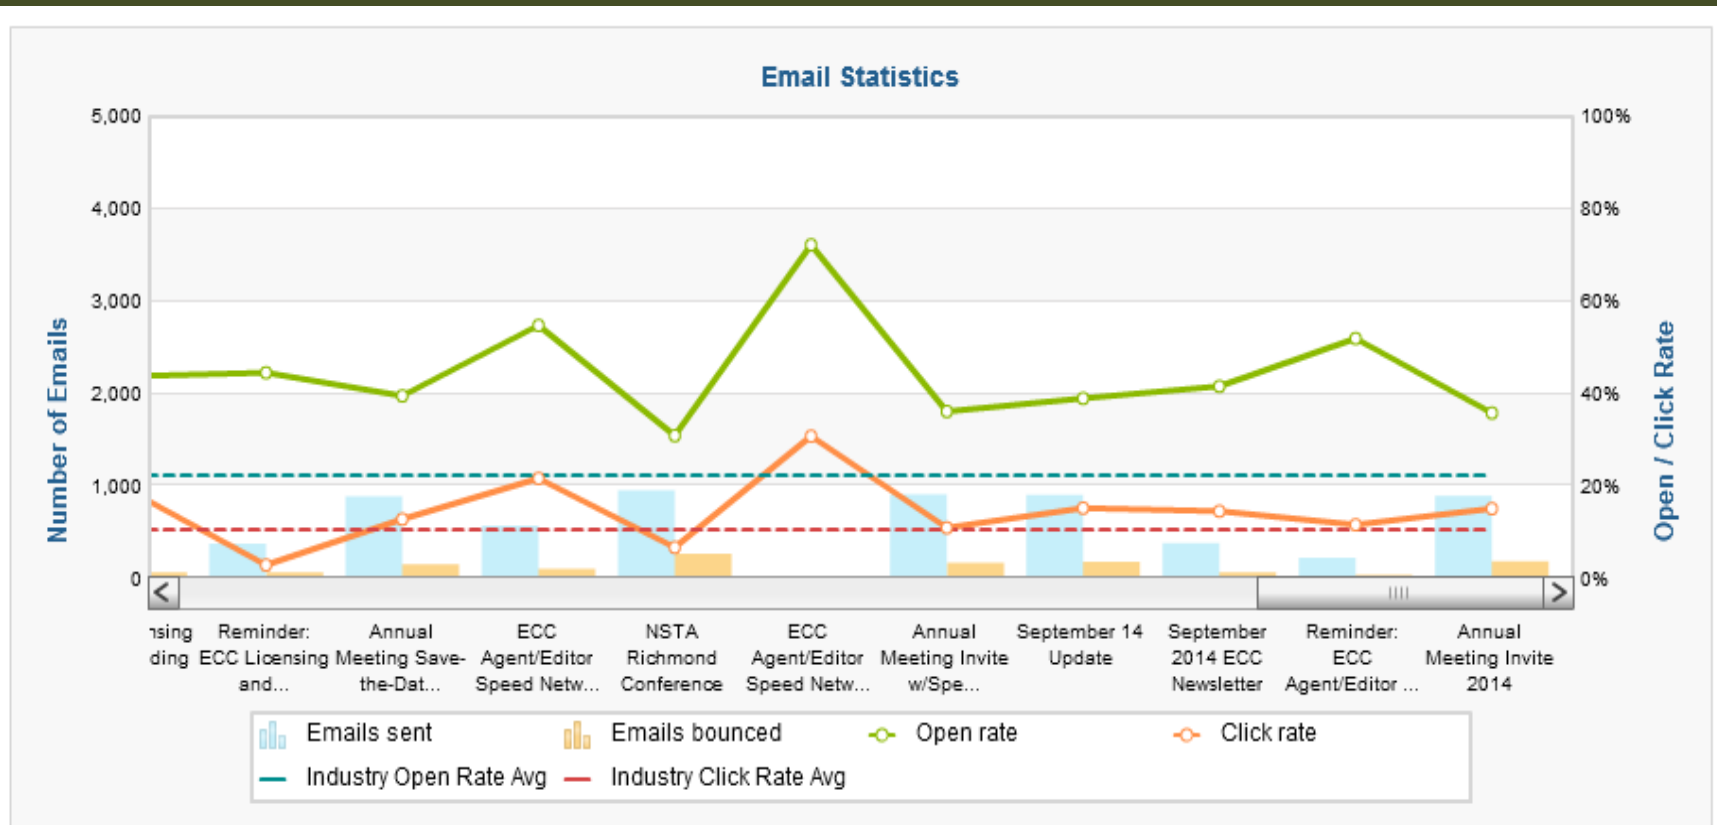 Email Statistics
5,000
4,000
3,000
2,000
1,000
0
Number of Emails
100%
80%
60%
40%
20%
0%
Open / Click Rate
nsing
ding
Reminder:
ECC Licensing
and...
Annual
Meeting Save-
the-Dat...
ECC
Agent/Editor
Speed Netw...
NSTA
Richmond
Conference
ECC
Agent/Editor
Speed Netw...
Annual
Meeting Invite
w/Spe...
September 14
Update
September
2014 ECC
Newsletter
Reminder:
ECC
Agent/Editor ...
Annual
Meeting Invite
2014
Emails sent
Emails bounced
Open rate
Click rate
Industry Open Rate Avg
Industry Click Rate Avg